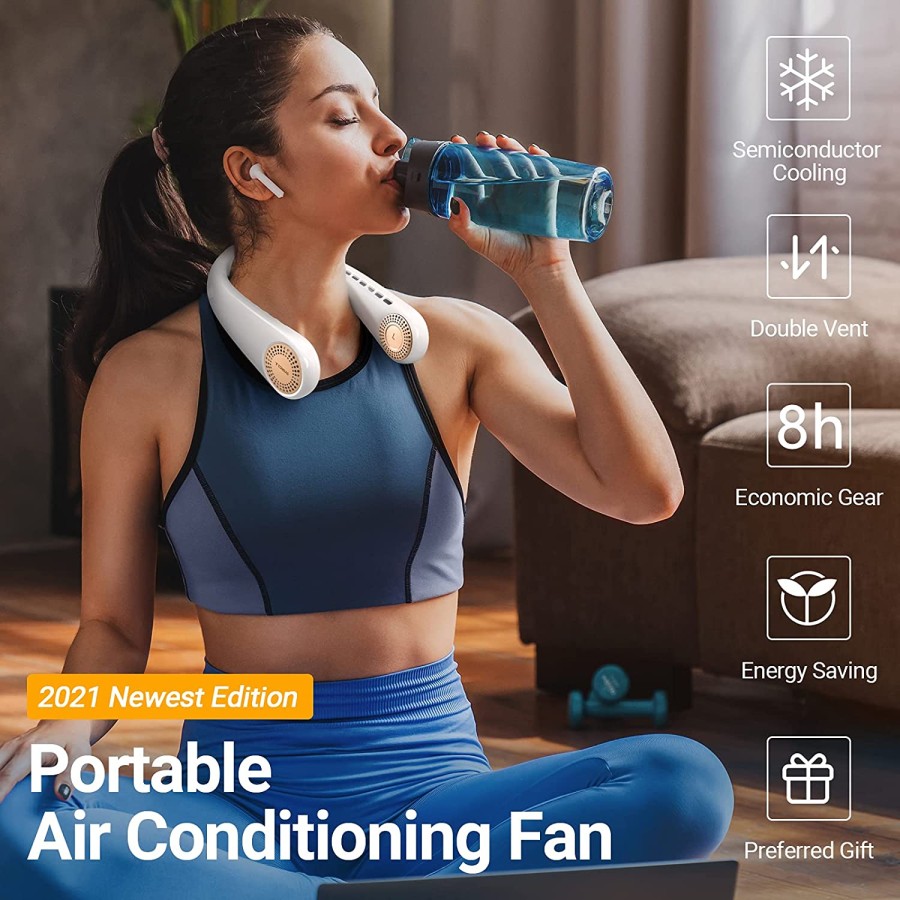 Semiconductor
Cooling
Double Vent
8h
Economic Gear
Energy Saving
Preferred Gift
2021 Newest Edition
Portable
Air Conditioning Fan